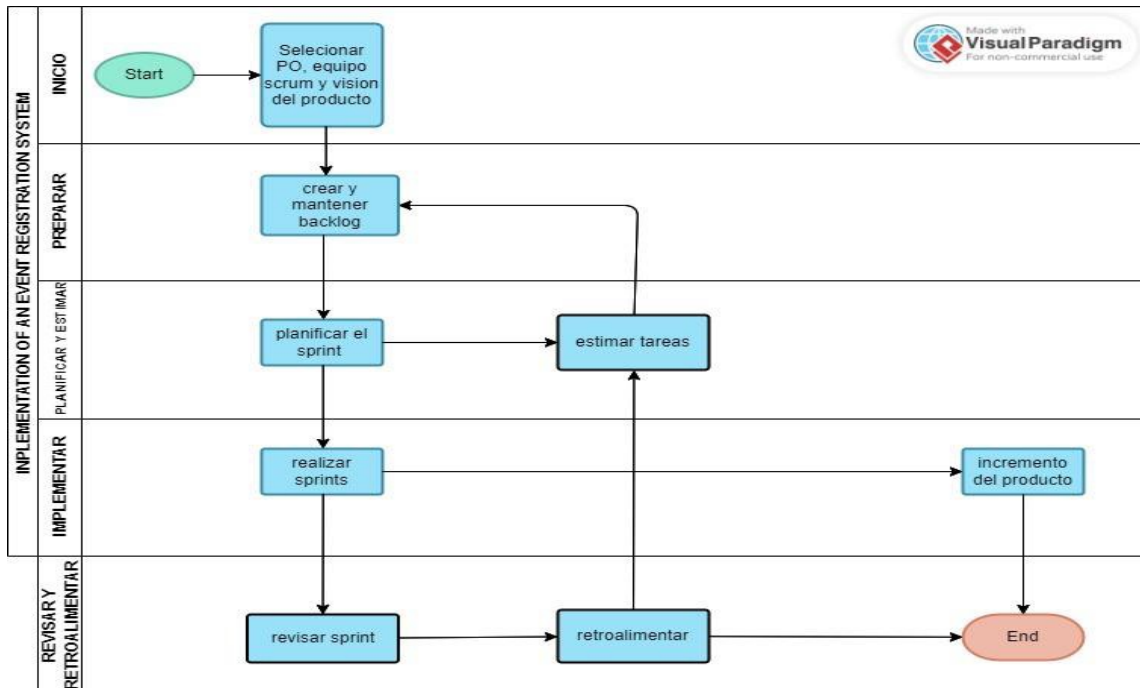 INPLEMENTATION OF AN EVENT REGISTRATION SYSTEM
INICIO
Start
Selecionar
PO, equipo
scrum y vision
del producto
Made with
Visual Paradigm
For non-commercial use
PREPARAR
crear y
mantener
backlog
PLANIFICAR Y ESTIMAR
planificar el
sprint
estimar tareas
IMPLEMENTAR
realizar
sprints
incremento
del producto
REVISAR Y
RETROALIMENTAR
revisar sprint
retroalimentar
End